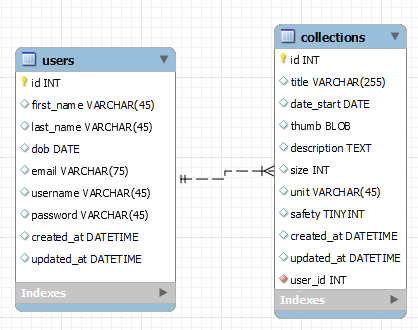 users
id INT
first_name VARCHAR(45)
last_name VARCHAR(45)
dob DATE
email VARCHAR(75)
username VARCHAR(45)
password VARCHAR(45)
created_at DATETIME
updated_at DATETIME
Indexes
collections
id INT
title VARCHAR(255)
date_start DATE
thumb BLOB
description TEXT
size INT
unit VARCHAR(45)
safety TINYINT
created_at DATETIME
updated_at DATETIME
user_id INT
Indexes